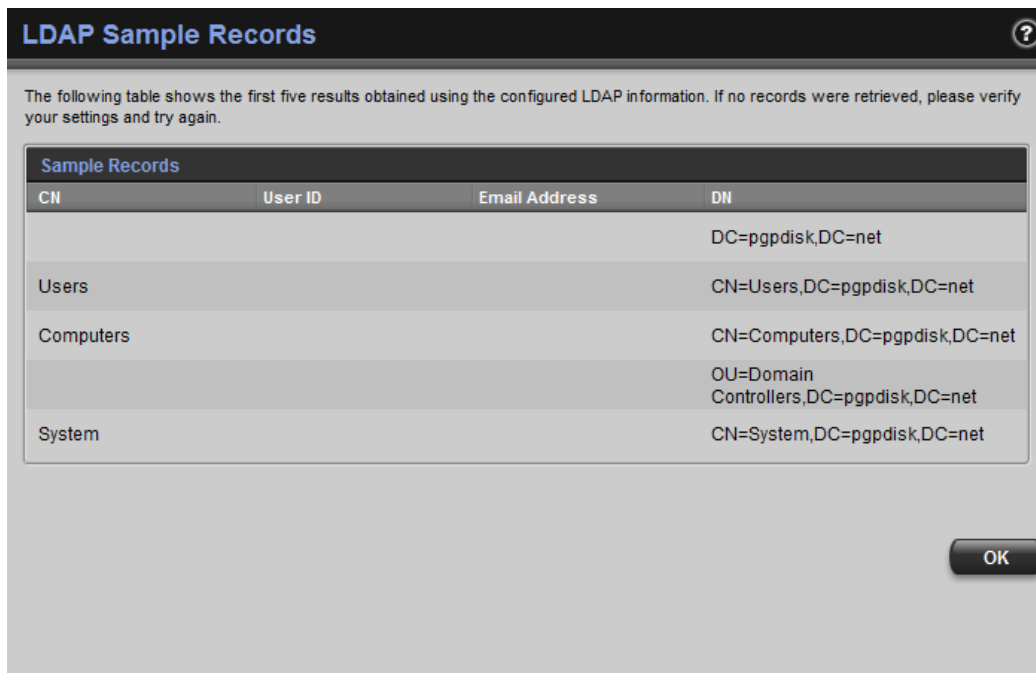 LDAP Sample Records
?
The following table shows the first five results obtained using the configured LDAP information. If no records were retrieved, please verify
your settings and try again.
Sample Records
CN User ID Email Address DN
DC=pgpdisk,DC=net
Users CN=Users,DC=pgpdisk,DC=net
Computers CN=Computers,DC=pgpdisk,DC=net
OU=Domain
Controllers,DC=pgpdisk,DC=net
System CN=System,DC=pgpdisk,DC=net
OK